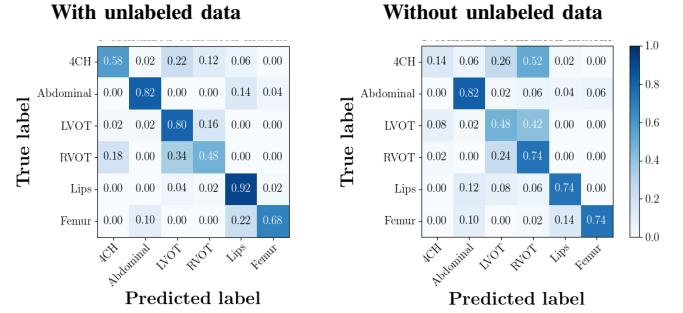 With unlabeled data
4CH 0.58 0.02 0.22 0.12 0.06 0.00
Abdominal 0.00 0.82 0.00 0.00 0.14 0.04
LVOT 0.02 0.02 0.80 0.16 0.00 0.00
RVOT 0.18 0.00 0.34 0.48 0.00 0.00
Lips 0.00 0.00 0.04 0.02 0.92 0.02
Femur 0.00 0.10 0.00 0.00 0.22 0.68
4CH Abdominal LVOT RVOT Lips Femur
True label
Predicted label
Without unlabeled data
4CH 0.14 0.06 0.26 0.52 0.02 0.00
Abdominal 0.00 0.82 0.02 0.06 0.04 0.06
LVOT 0.08 0.02 0.48 0.42 0.00 0.00
RVOT 0.02 0.00 0.24 0.74 0.00 0.00
Lips 0.00 0.12 0.08 0.06 0.74 0.00
Femur 0.00 0.10 0.00 0.02 0.14 0.74
4CH Abdominal LVOT RVOT Lips Femur
True label
Predicted label
1.0
0.8
0.6
0.4
0.2
0.0